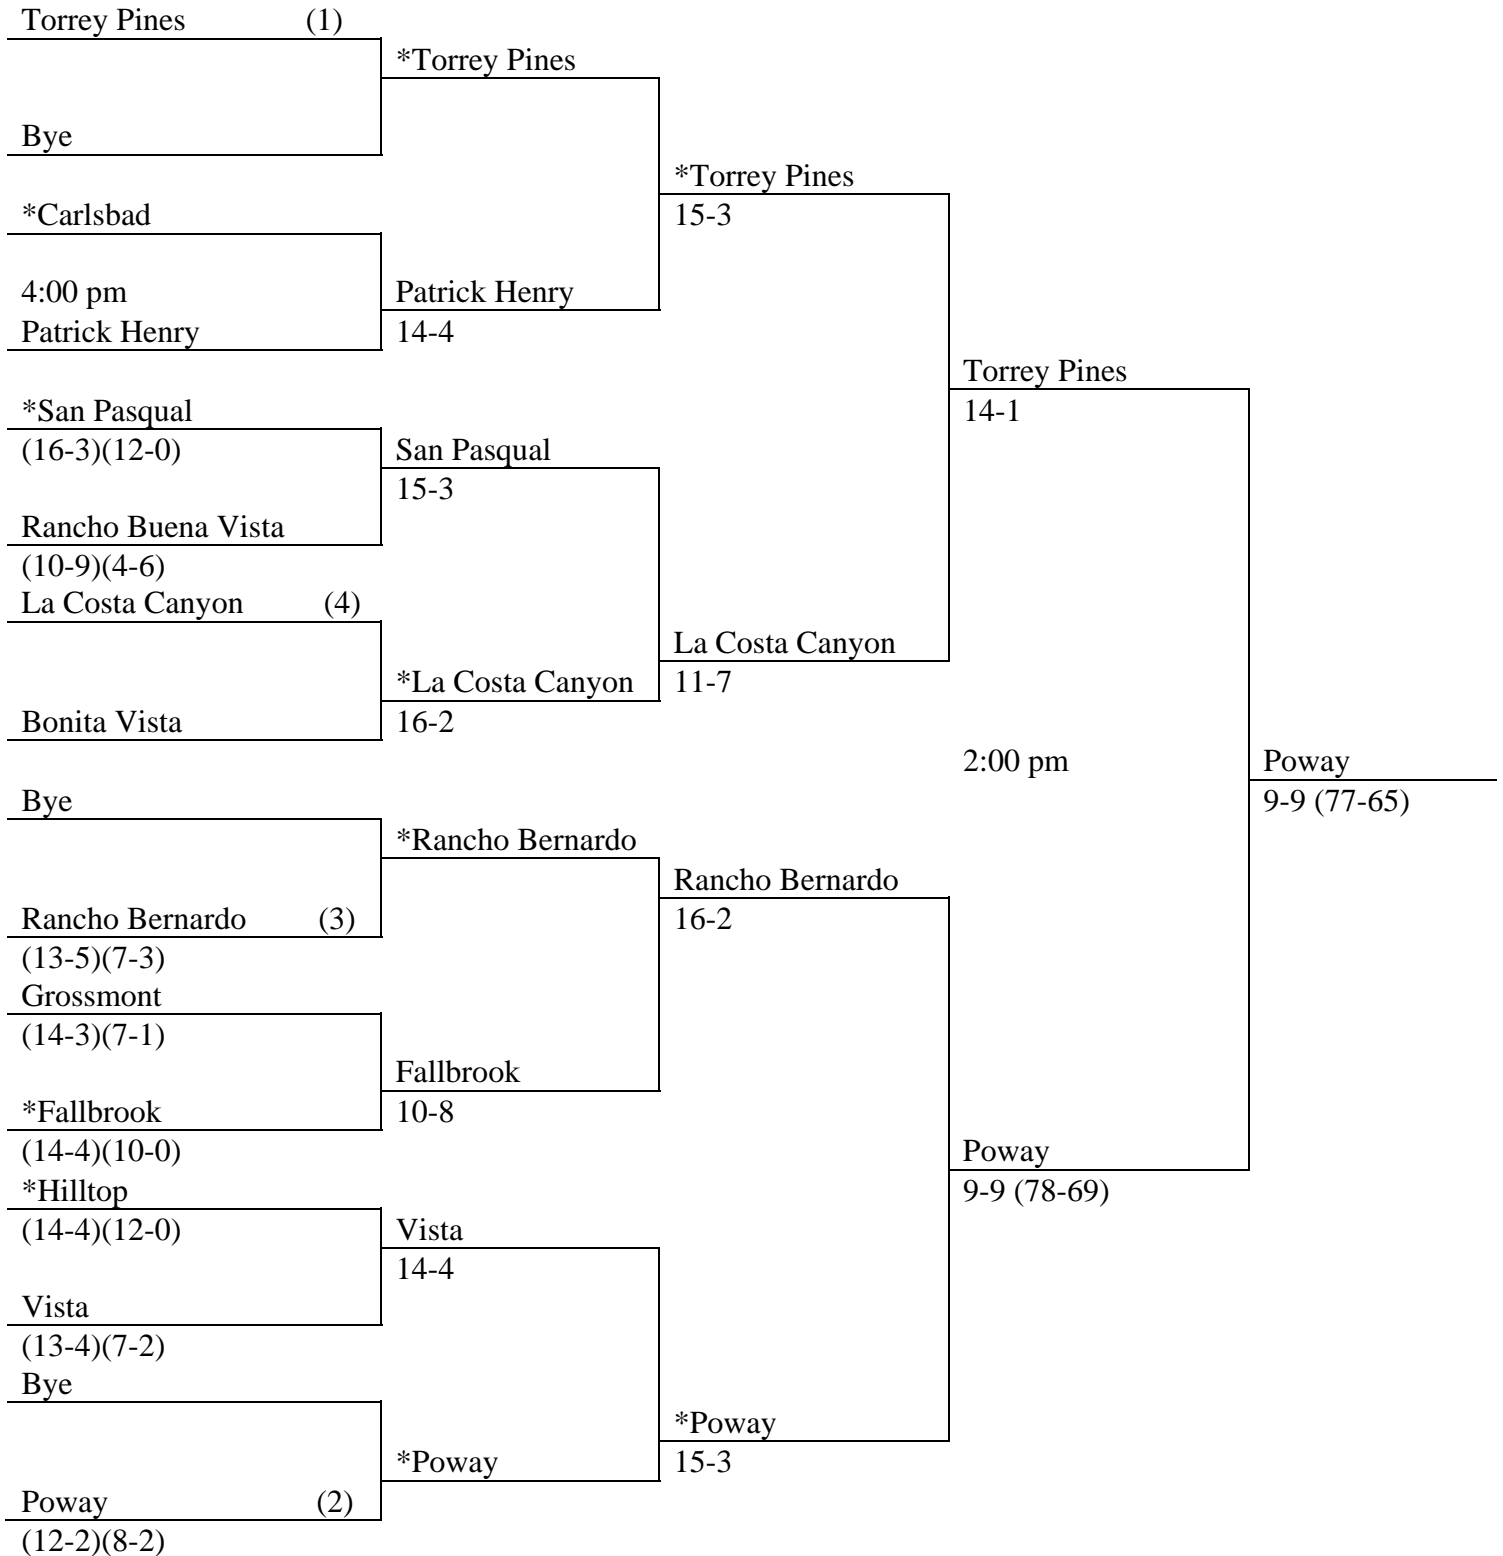 Torrey Pines (1)
*Torrey Pines
Bye
*Torrey Pines
*Carlsbad
15-3
4:00 pm
Patrick Henry
Patrick Henry
14-4
Torrey Pines
*San Pasqual
14-1
(16-3)(12-0)
San Pasqual
15-3
Rancho Buena Vista
(10-9)(4-6)
La Costa Canyon (4)
La Costa Canyon
*La Costa Canyon
11-7
Bonita Vista
16-2
2:00 pm
Poway
Bye
9-9 (77-65)
*Rancho Bernardo
Rancho Bernardo
Rancho Bernardo (3)
16-2
(13-5)(7-3)
Grossmont
(14-3)(7-1)
Fallbrook
*Fallbrook
10-8
(14-4)(10-0)
Poway
*Hilltop
9-9 (78-69)
(14-4)(12-0)
Vista
14-4
Vista
(13-4)(7-2)
Bye
*Poway
*Poway
15-3
Poway (2)
(12-2)(8-2)